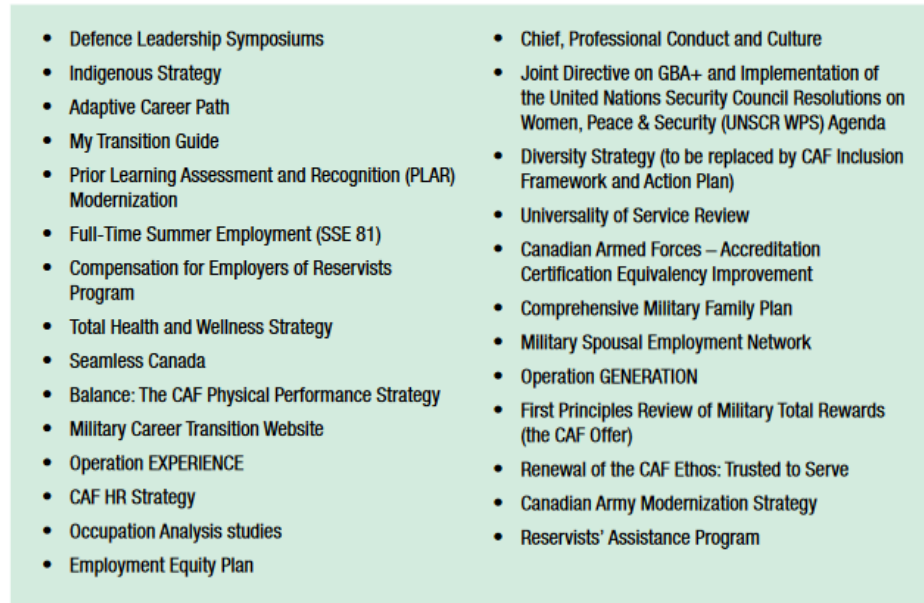 • Defence Leadership Symposiums
• Indigenous Strategy
• Adaptive Career Path
• My Transition Guide
• Prior Learning Assessment and Recognition (PLAR)
Modernization
• Full-Time Summer Employment (SSE 81)
• Compensation for Employers of Reservists
Program
• Total Health and Wellness Strategy
• Seamless Canada
• Balance: The CAF Physical Performance Strategy
• Military Career Transition Website
• Operation EXPERIENCE
• CAF HR Strategy
• Occupation Analysis studies
• Employment Equity Plan
• Chief, Professional Conduct and Culture
• Joint Directive on GBA+ and Implementation of
the United Nations Security Council Resolutions on
Women, Peace & Security (UNSCR WPS) Agenda
• Diversity Strategy (to be replaced by CAF Inclusion
Framework and Action Plan)
• Universality of Service Review
• Canadian Armed Forces – Accreditation
Certification Equivalency Improvement
• Comprehensive Military Family Plan
• Military Spousal Employment Network
• Operation GENERATION
• First Principles Review of Military Total Rewards
(the CAF Offer)
• Renewal of the CAF Ethos: Trusted to Serve
• Canadian Army Modernization Strategy
• Reservists’ Assistance Program